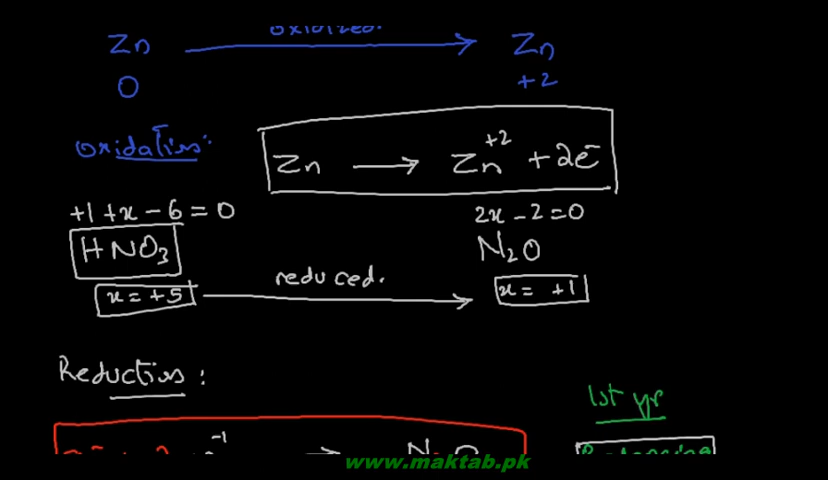 oxidized.
Zn → Zn
0 +2
Oxidation:
Zn → Zn⁺² + 2e⁻
+1 + x - 6 = 0
2x - 2 = 0
HNO₃
N₂O
reduced.
x = +5 → x = +1
Reduction:
1st yr
→ N₂O
Balancing
www.maktab.pk